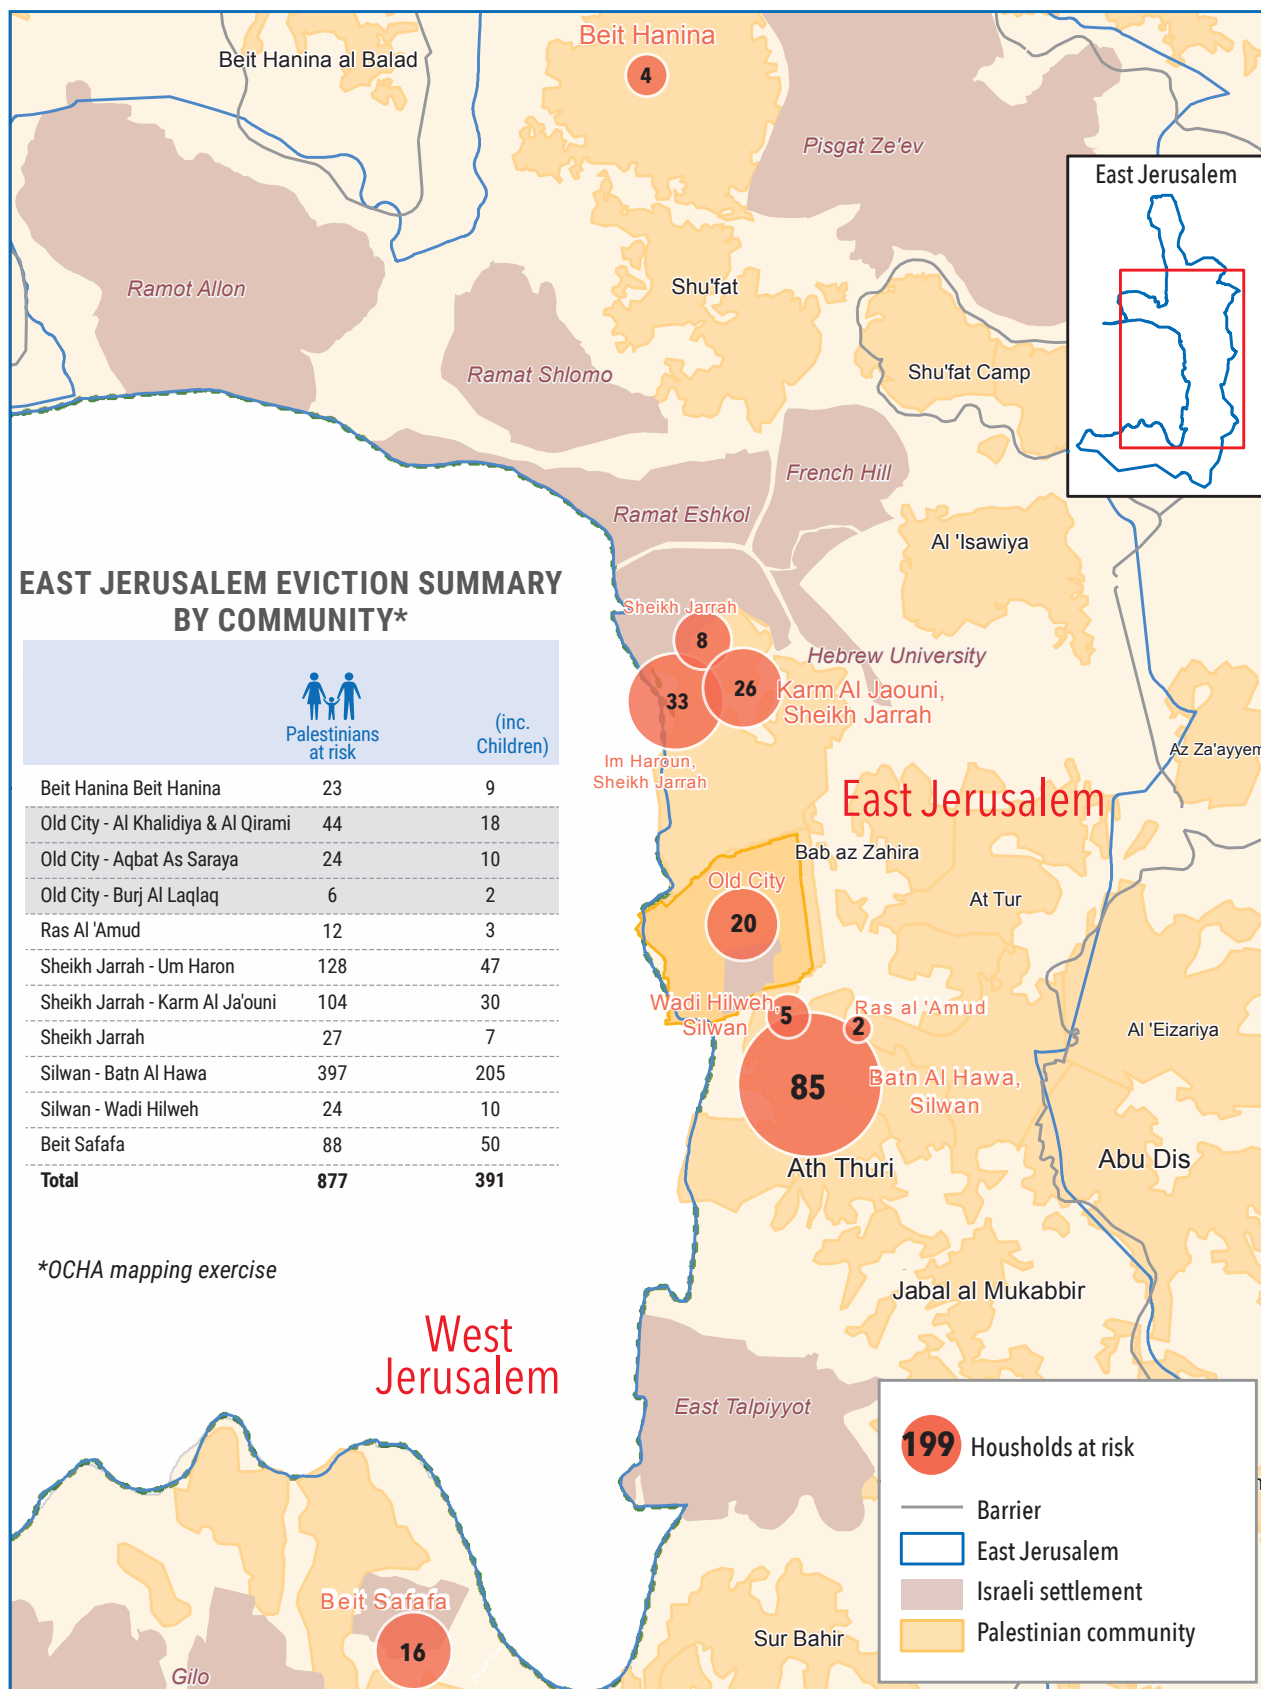 Beit Hanina
Beit Hanina al Balad
4
Pisgat Ze'ev
East Jerusalem
Ramot Allon
Shu'fat
Ramat Shlomo
Shu'fat Camp
French Hill
Ramat Eshkol
Al 'Isawiya
EAST JERUSALEM EVICTION SUMMARY
BY COMMUNITY*
Palestinians
at risk
(inc.
Children)
Beit Hanina Beit Hanina 23 9
Old City - Al Khalidiya & Al Qirami 44 18
Old City - Aqbat As Saraya 24 10
Old City - Burj Al Laqlaq 6 2
Ras Al 'Amud 12 3
Sheikh Jarrah - Um Haron 128 47
Sheikh Jarrah - Karm Al Ja'ouni 104 30
Sheikh Jarrah 27 7
Silwan - Batn Al Hawa 397 205
Silwan - Wadi Hilweh 24 10
Beit Safafa 88 50
Total 877 391
*OCHA mapping exercise
Sheikh Jarrah
8
Hebrew University
33
26
Karm Al Jaouni,
Sheikh Jarrah
Im Haroun,
Sheikh Jarrah
Az Za'ayyem
East Jerusalem
Bab az Zahira
Old City
At Tur
20
Wadi Hilweh,
Silwan
5
Ras al 'Amud
2
Al 'Eizariya
85
Batn Al Hawa,
Silwan
Ath Thuri
Abu Dis
Jabal al Mukabbir
West
Jerusalem
East Talpiyyot
Beit Safafa
16
Gilo
Sur Bahir
199 Housholds at risk
Barrier
East Jerusalem
Israeli settlement
Palestinian community